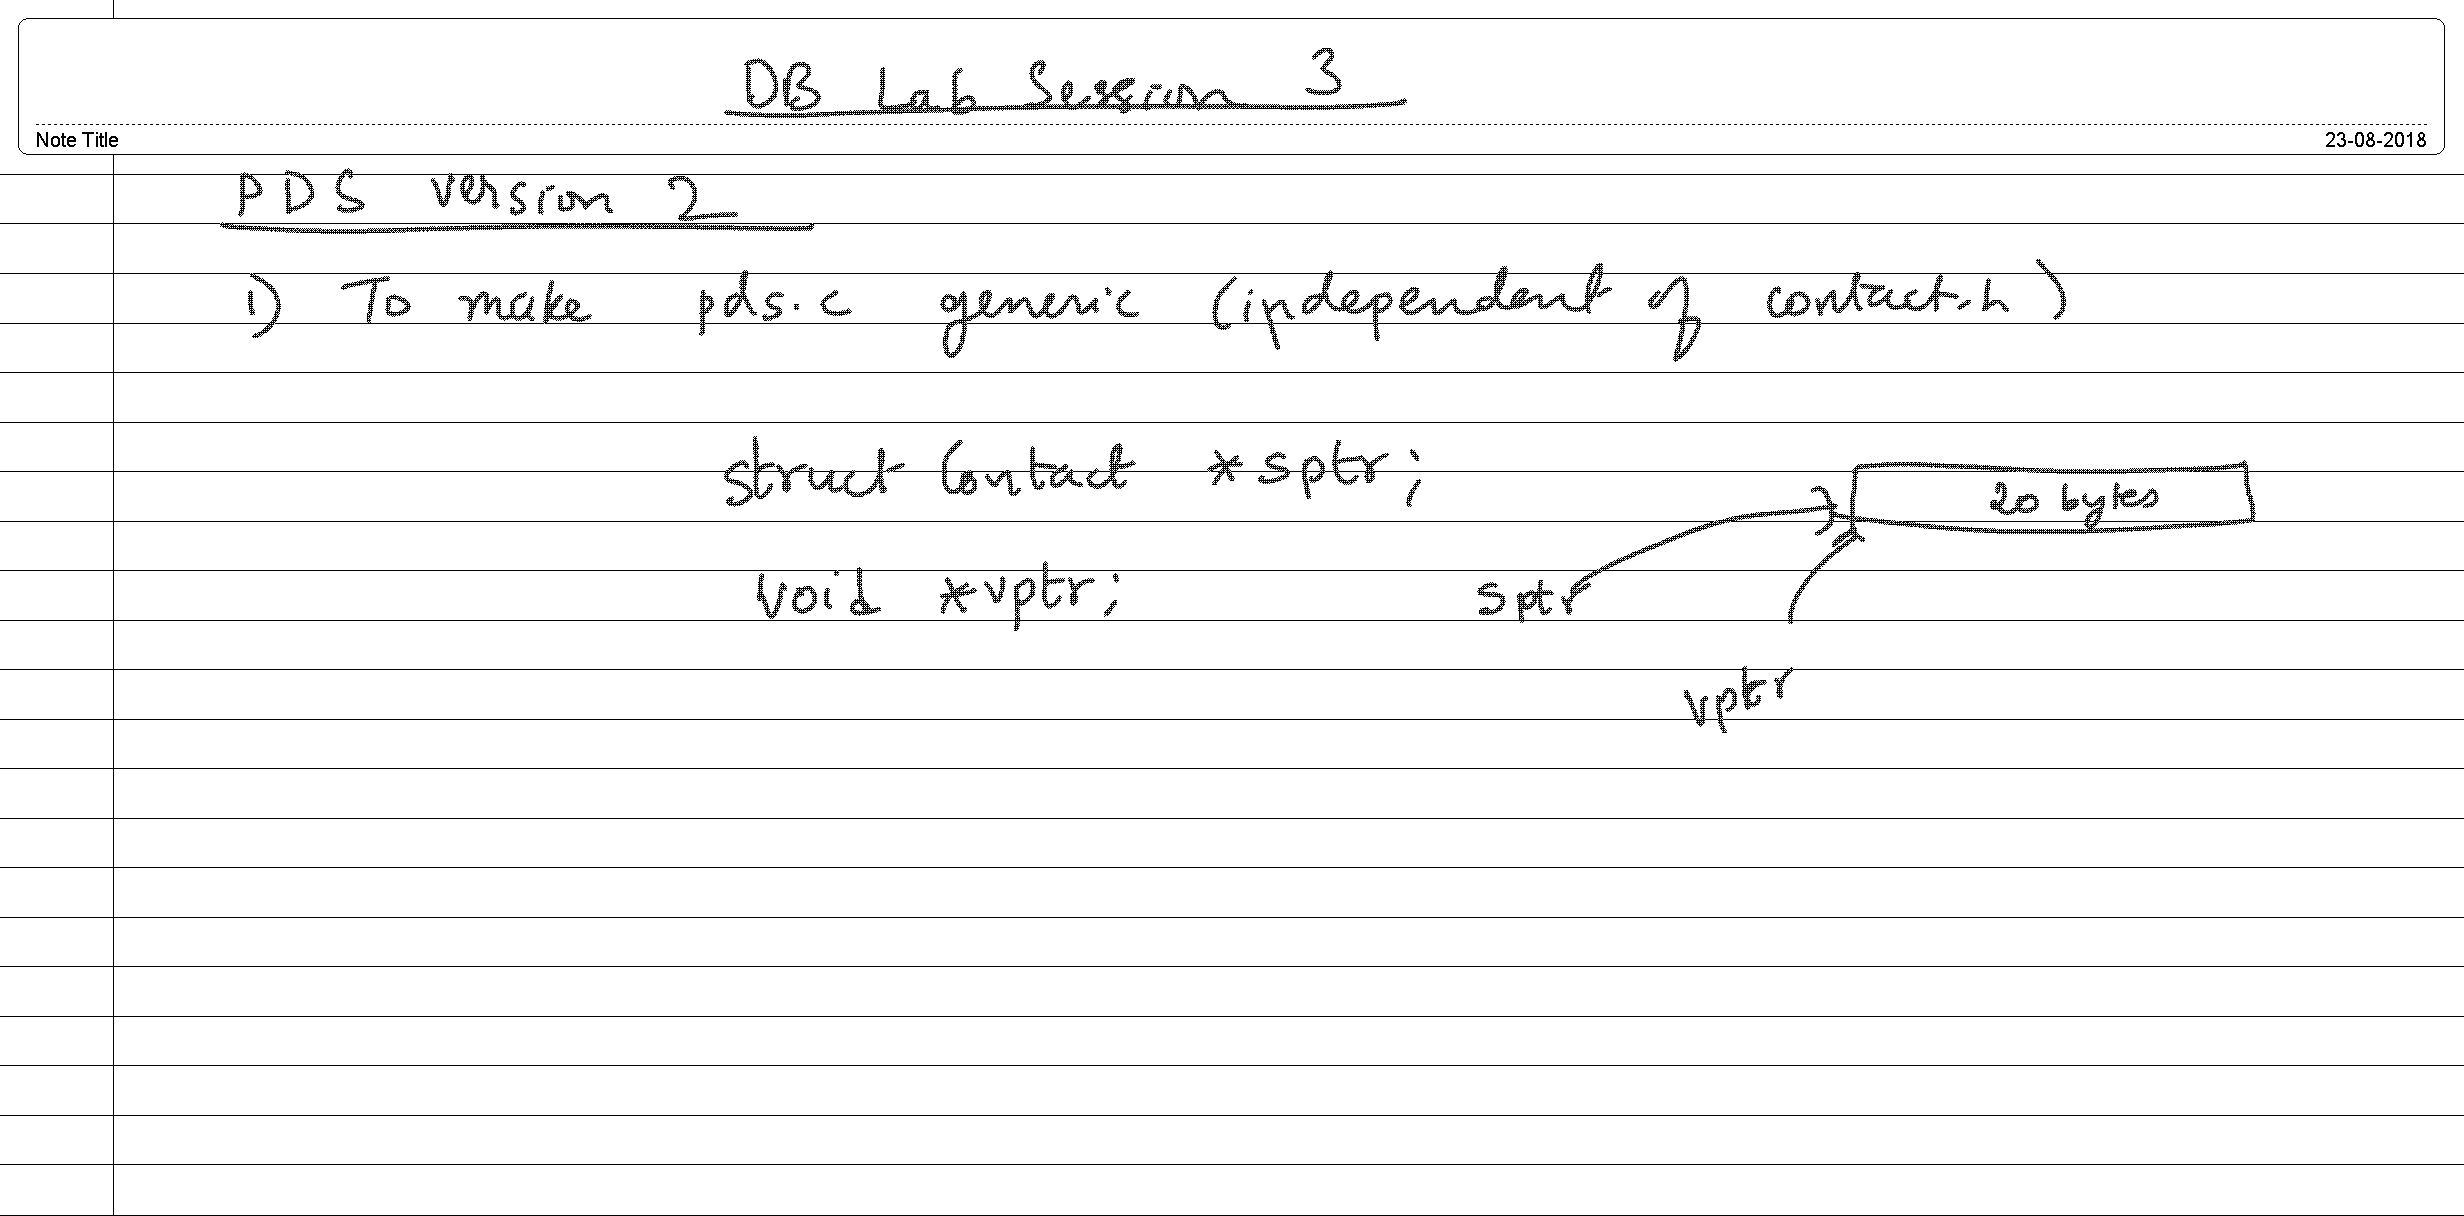 DB Lab Session 3
Note Title 23-08-2018
PDS version 2
1) To make pds.c generic (independent of contact.h)
struct Contact *sptr;
20 bytes
void *vptr;
sptr
vptr